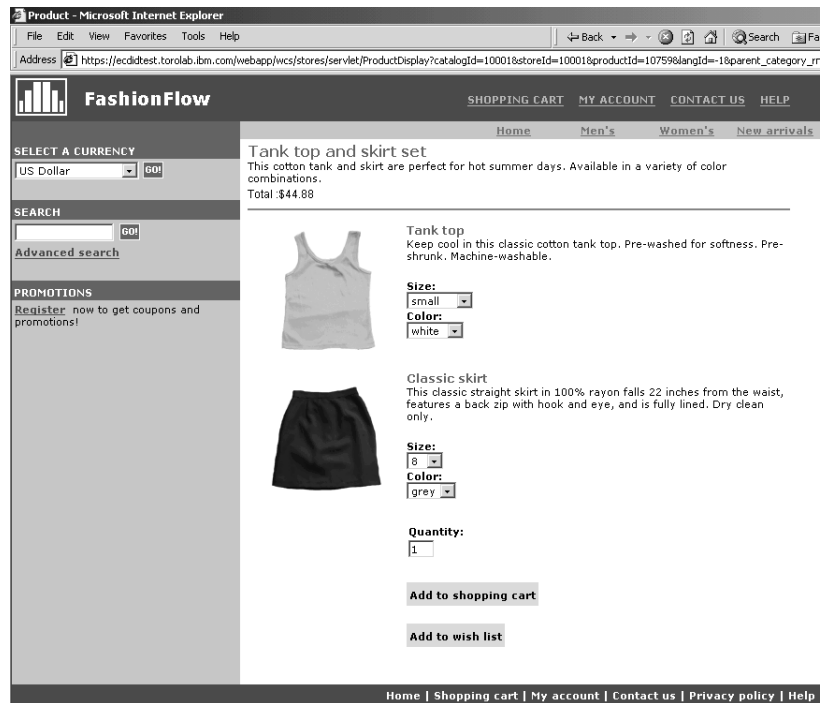 Product - Microsoft Internet Explorer
File Edit View Favorites Tools Help
Back Search Fa
Address https://ecdidtest.torolab.ibm.com/webapp/wcs/stores/servlet/ProductDisplay?catalogId=10001&storeId=10001&productId=10759&langId=-1&parent_category_rn
FashionFlow
SHOPPING CART MY ACCOUNT CONTACT US HELP
Home Men's Women's New arrivals
SELECT A CURRENCY
US Dollar GO!
SEARCH
GO!
Advanced search
PROMOTIONS
Register now to get coupons and
promotions!
Tank top and skirt set
This cotton tank and skirt are perfect for hot summer days. Available in a variety of color
combinations.
Total :$44.88
Tank top
Keep cool in this classic cotton tank top. Pre-washed for softness. Pre-
shrunk. Machine-washable.
Size:
small
Color:
white
Classic skirt
This classic straight skirt in 100% rayon falls 22 inches from the waist,
features a back zip with hook and eye, and is fully lined. Dry clean
only.
Size:
8
Color:
grey
Quantity:
1
Add to shopping cart
Add to wish list
Home | Shopping cart | My account | Contact us | Privacy policy | Help